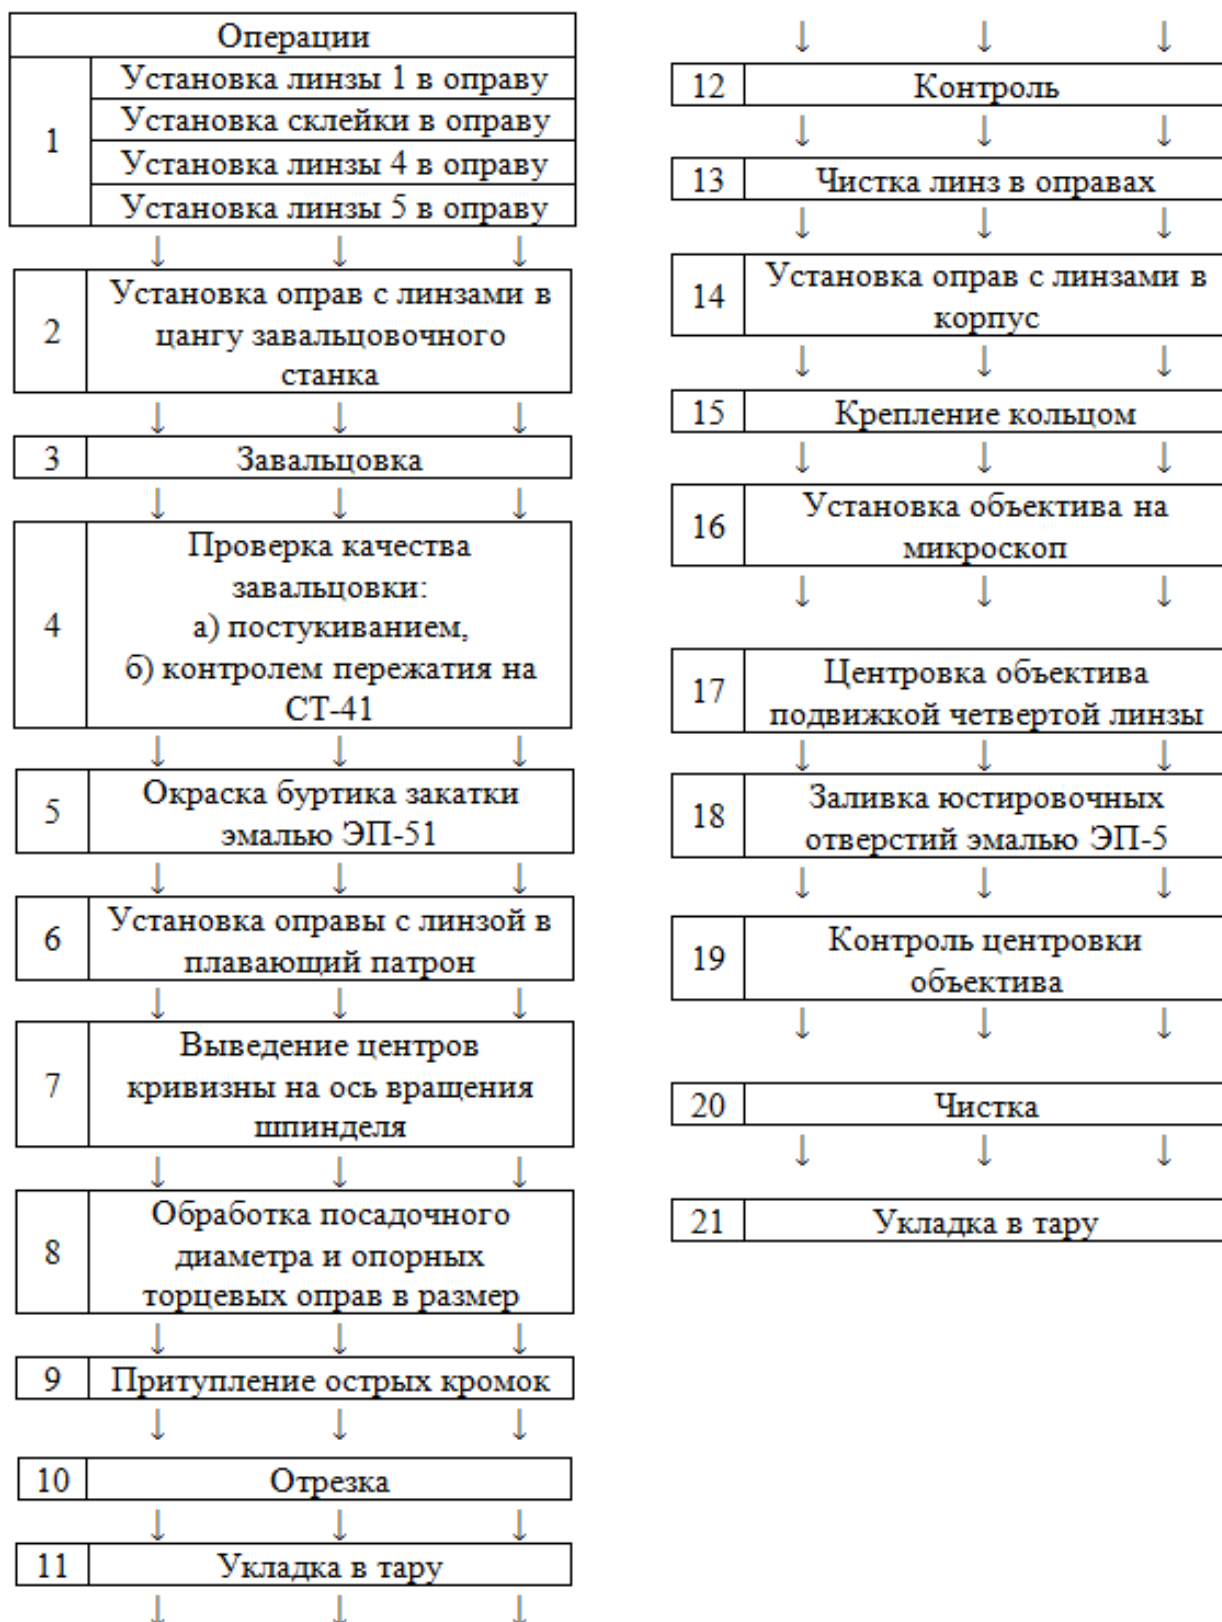 Операции
1
Установка линзы 1 в оправу
Установка склейки в оправу
Установка линзы 4 в оправу
Установка линзы 5 в оправу
↓ ↓ ↓
2
Установка оправ с линзами в
цангу завальцовочного
станка
↓ ↓ ↓
3 Завальцовка
↓ ↓ ↓
4
Проверка качества
завальцовки:
а) постукиванием,
б) контролем пережатия на
СТ-41
↓ ↓ ↓
5
Окраска буртика закатки
эмалью ЭП-51
↓ ↓ ↓
6
Установка оправы с линзой в
плавающий патрон
↓ ↓ ↓
7
Выведение центров
кривизны на ось вращения
шпинделя
↓ ↓ ↓
8
Обработка посадочного
диаметра и опорных
торцевых оправ в размер
↓ ↓ ↓
9 Притупление острых кромок
↓ ↓ ↓
10 Отрезка
↓ ↓ ↓
11 Укладка в тару
↓ ↓ ↓
↓ ↓ ↓
12 Контроль
↓ ↓ ↓
13 Чистка линз в оправах
↓ ↓ ↓
14
Установка оправ с линзами в
корпус
↓ ↓ ↓
15 Крепление кольцом
↓ ↓ ↓
16
Установка объектива на
микроскоп
↓ ↓ ↓
17
Центровка объектива
подвижкой четвертой линзы
↓ ↓ ↓
18
Заливка юстировочных
отверстий эмалью ЭП-5
↓ ↓ ↓
19
Контроль центровки
объектива
↓ ↓ ↓
20 Чистка
↓ ↓ ↓
21 Укладка в тару